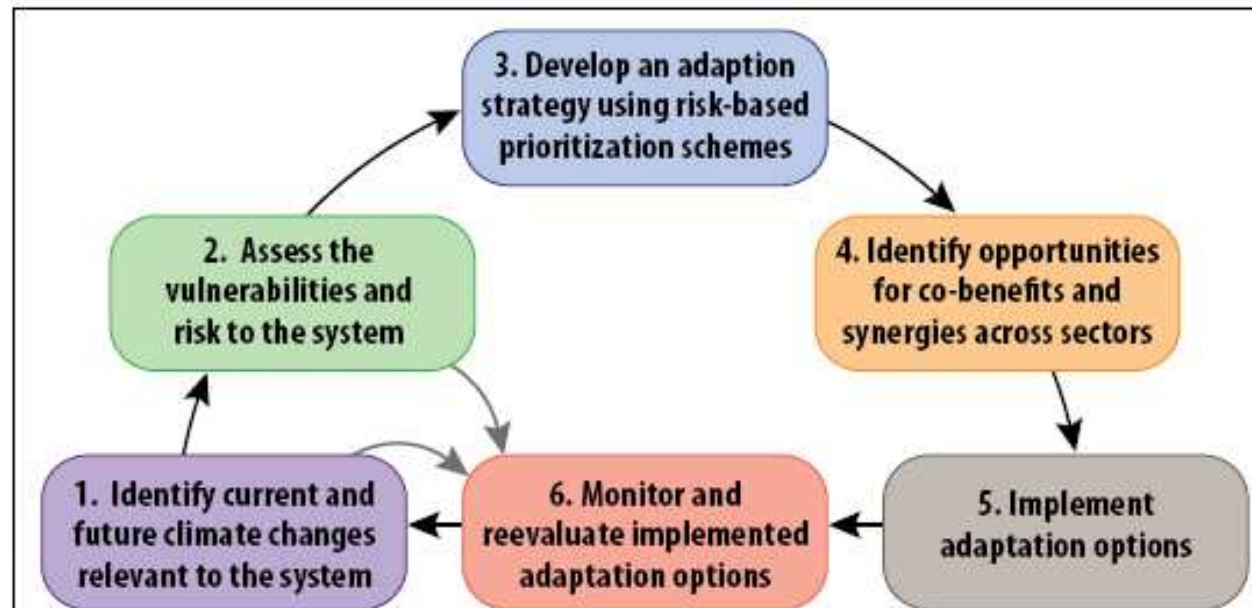 3. Develop an adaption
strategy using risk-based
prioritization schemes
2. Assess the
vulnerabilities and
risk to the system
4. Identify opportunities
for co-benefits and
synergies across sectors
1. Identify current and
future climate changes
relevant to the system
6. Monitor and
reevaluate implemented
adaptation options
5. Implement
adaptation options